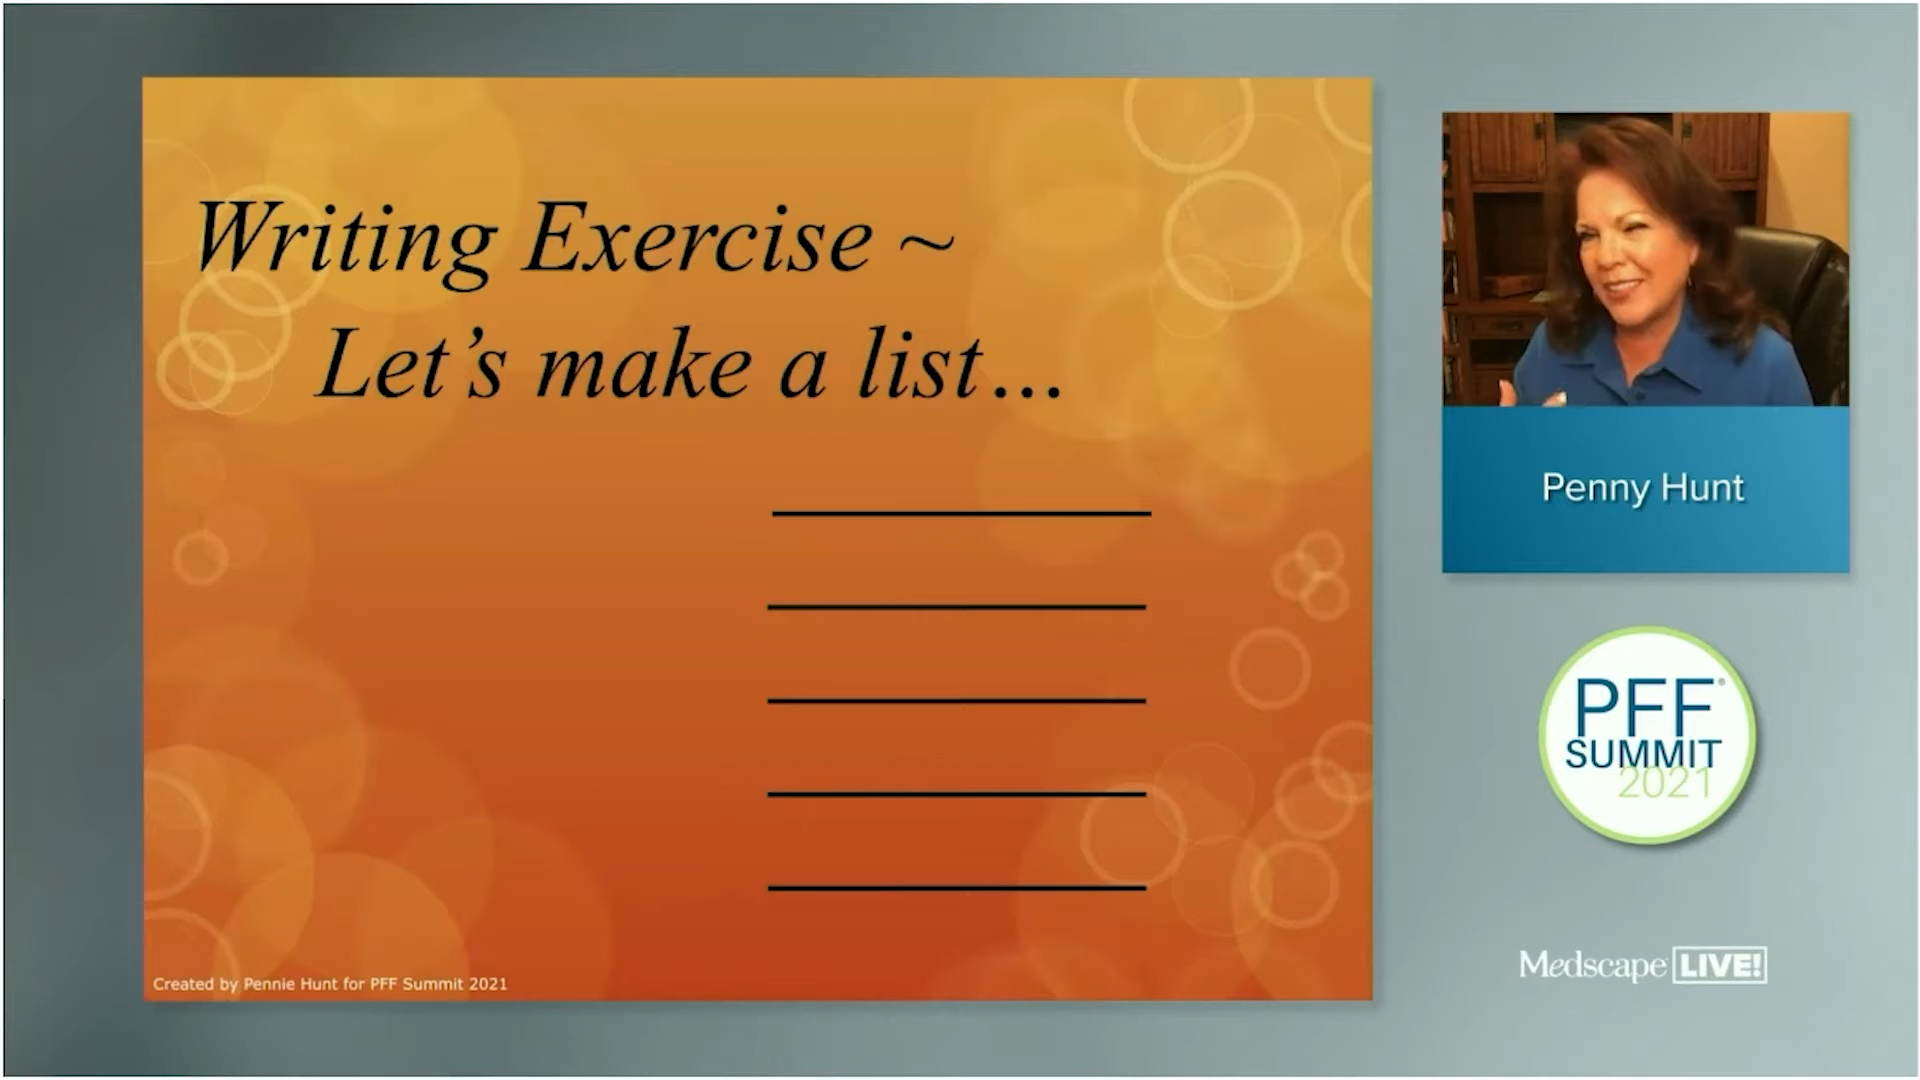 Writing Exercise ~
Let's make a list...
Created by Pennie Hunt for PFF Summit 2021
Penny Hunt
PFF®
SUMMIT
2021
Medscape LIVE!